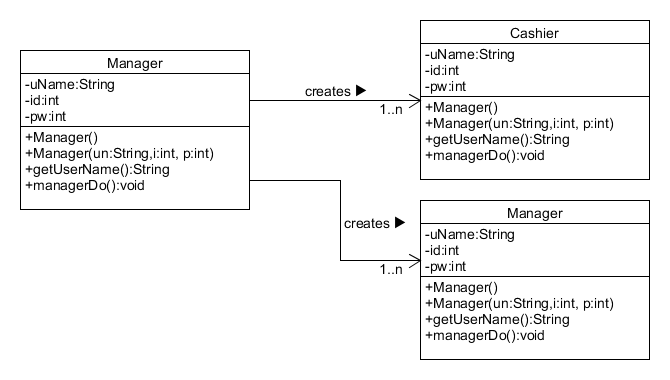 Manager
-uName:String
-id:int
-pw:int
+Manager()
+Manager(un:String,i:int, p:int)
+getUserName():String
+managerDo():void
creates ▶
1..n
Cashier
-uName:String
-id:int
-pw:int
+Manager()
+Manager(un:String,i:int, p:int)
+getUserName():String
+managerDo():void
creates ▶
1..n
Manager
-uName:String
-id:int
-pw:int
+Manager()
+Manager(un:String,i:int, p:int)
+getUserName():String
+managerDo():void